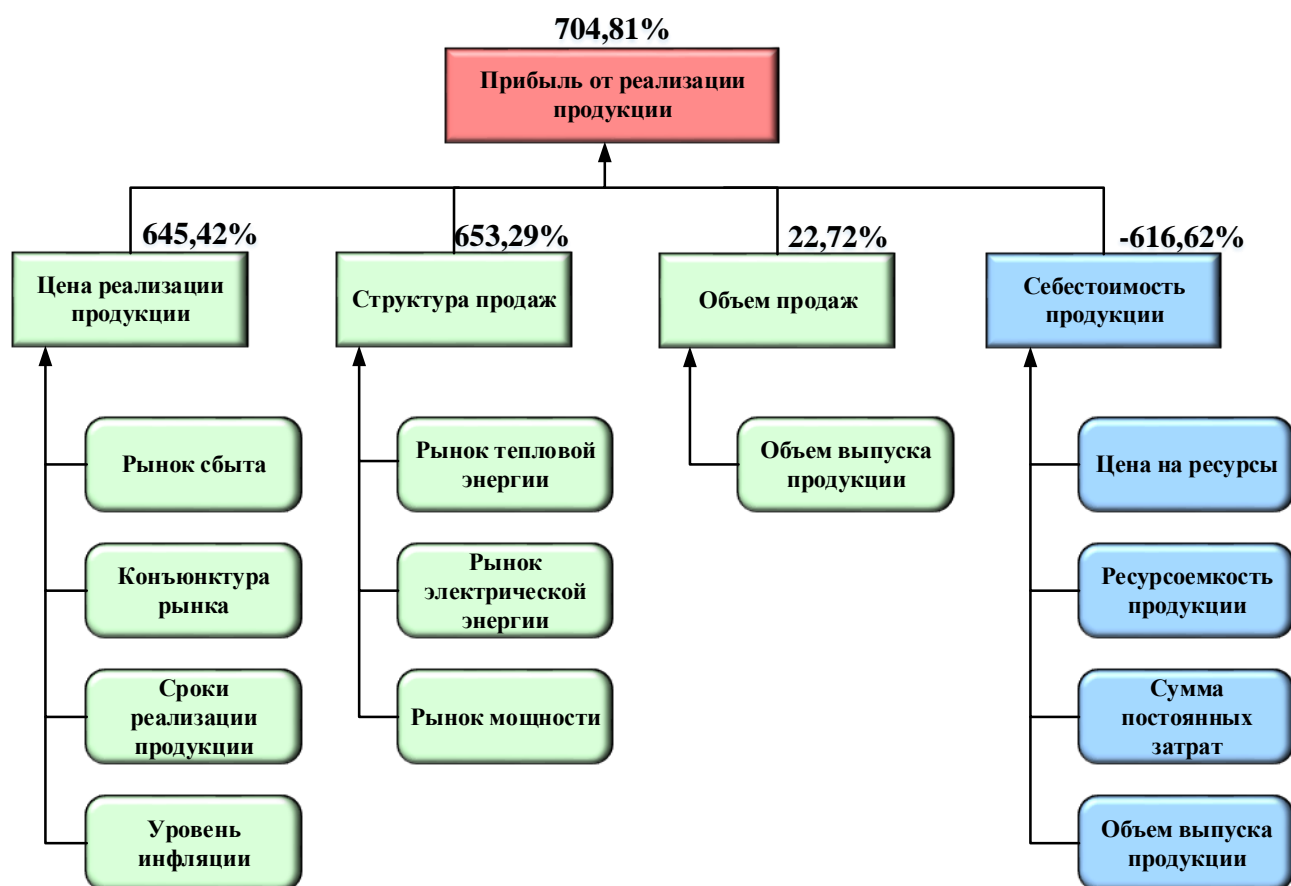 704,81%
Прибыль от реализации
продукции
645,42%
653,29%
22,72%
-616,62%
Цена реализации
продукции
Структура продаж
Объем продаж
Себестоимость
продукции
Рынок сбыта
Рынок тепловой
энергии
Объем выпуска
продукции
Цена на ресурсы
Конъюнктура
рынка
Рынок
электрической
энергии
Ресурсоемкость
продукции
Сроки
реализации
продукции
Рынок мощности
Сумма
постоянных
затрат
Уровень
инфляции
Объем выпуска
продукции